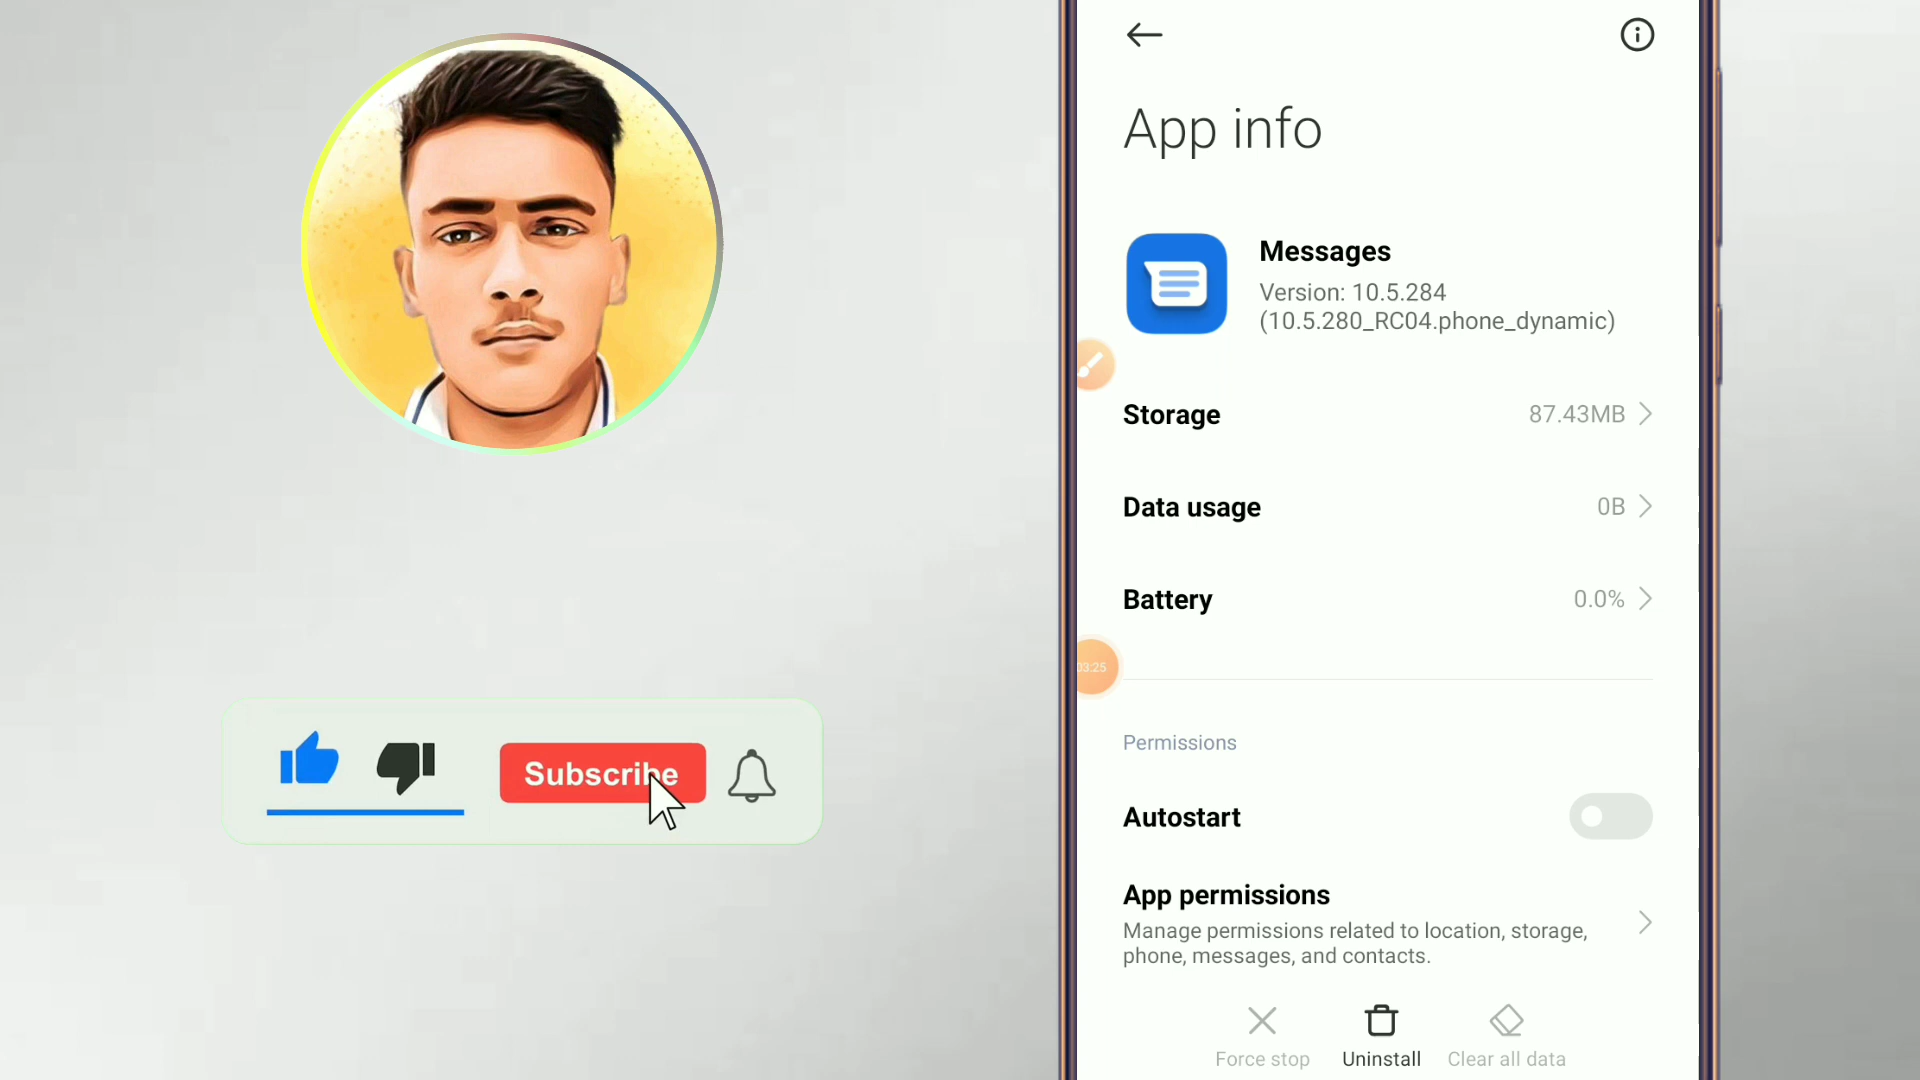 App info
Messages
Version: 10.5.284
(10.5.280_RC04.phone_dynamic)
Storage 87.43MB
Data usage 0B
Battery 0.0%
03:25
Permissions
Autostart
App permissions
Manage permissions related to location, storage,
phone, messages, and contacts.
Force stop Uninstall Clear all data
Subscribe